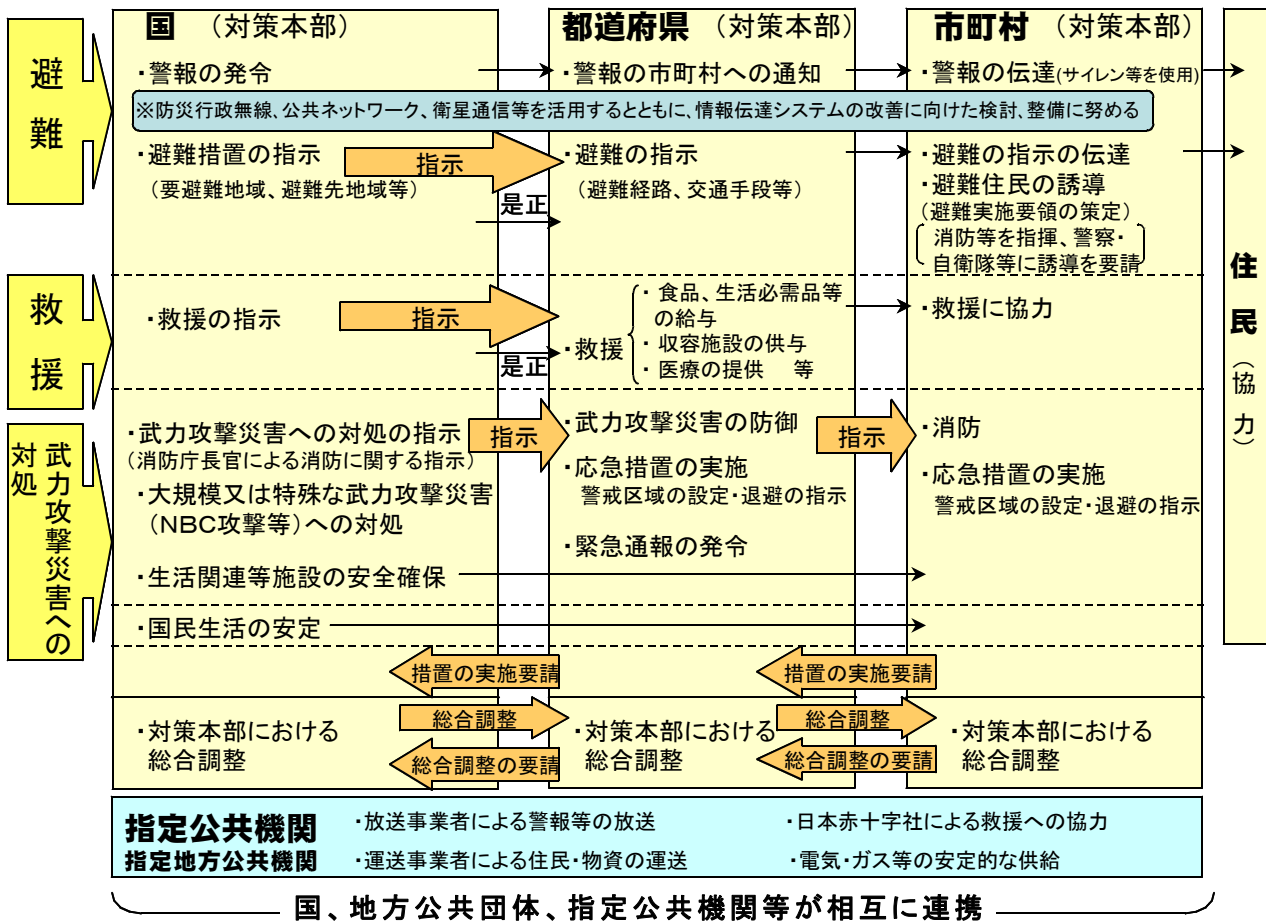 国 (対策本部)
都道府県 (対策本部)
市町村 (対策本部)
避難
・警報の発令
・警報の市町村への通知
・警報の伝達(サイレン等を使用)
※防災行政無線、公共ネットワーク、衛星通信等を活用するとともに、情報伝達システムの改善に向けた検討、整備に努める
・避難措置の指示
(要避難地域、避難先地域等)
指示
是正
・避難の指示
(避難経路、交通手段等)
・避難の指示の伝達
・避難住民の誘導
(避難実施要領の策定)
消防等を指揮、警察・
自衛隊等に誘導を要請
救援
・救援の指示
指示
是正
・救援
・ 食品、生活必需品等
の給与
・ 収容施設の供与
・ 医療の提供 等
・救援に協力
武力攻撃災害への
対処
・武力攻撃災害への対処の指示
(消防庁長官による消防に関する指示)
・大規模又は特殊な武力攻撃災害
(NBC攻撃等)への対処
指示
・武力攻撃災害の防御
・応急措置の実施
警戒区域の設定・退避の指示
・緊急通報の発令
指示
・消防
・応急措置の実施
警戒区域の設定・退避の指示
・生活関連等施設の安全確保
・国民生活の安定
措置の実施要請
措置の実施要請
・対策本部における
総合調整
総合調整
総合調整の要請
・対策本部における
総合調整
総合調整
総合調整の要請
・対策本部における
総合調整
住民
(協力)
指定公共機関
指定地方公共機関
・放送事業者による警報等の放送
・日本赤十字社による救援への協力
・運送事業者による住民・物資の運送
・電気・ガス等の安定的な供給
国、地方公共団体、指定公共機関等が相互に連携